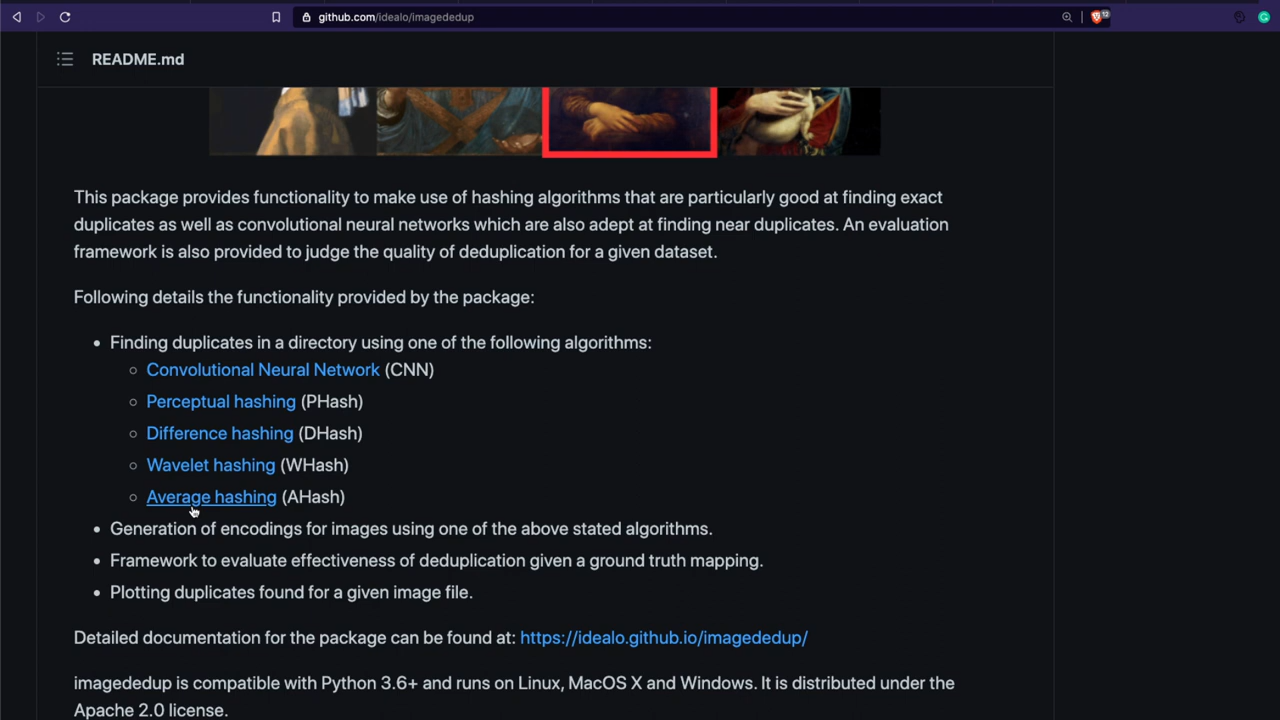 github.com/idealo/imagededup
12
README.md
This package provides functionality to make use of hashing algorithms that are particularly good at finding exact
duplicates as well as convolutional neural networks which are also adept at finding near duplicates. An evaluation
framework is also provided to judge the quality of deduplication for a given dataset.
Following details the functionality provided by the package:
• Finding duplicates in a directory using one of the following algorithms:
○ Convolutional Neural Network (CNN)
○ Perceptual hashing (PHash)
○ Difference hashing (DHash)
○ Wavelet hashing (WHash)
○ Average hashing (AHash)
• Generation of encodings for images using one of the above stated algorithms.
• Framework to evaluate effectiveness of deduplication given a ground truth mapping.
• Plotting duplicates found for a given image file.
Detailed documentation for the package can be found at: https://idealo.github.io/imagededup/
imagededup is compatible with Python 3.6+ and runs on Linux, MacOS X and Windows. It is distributed under the
Apache 2.0 license.